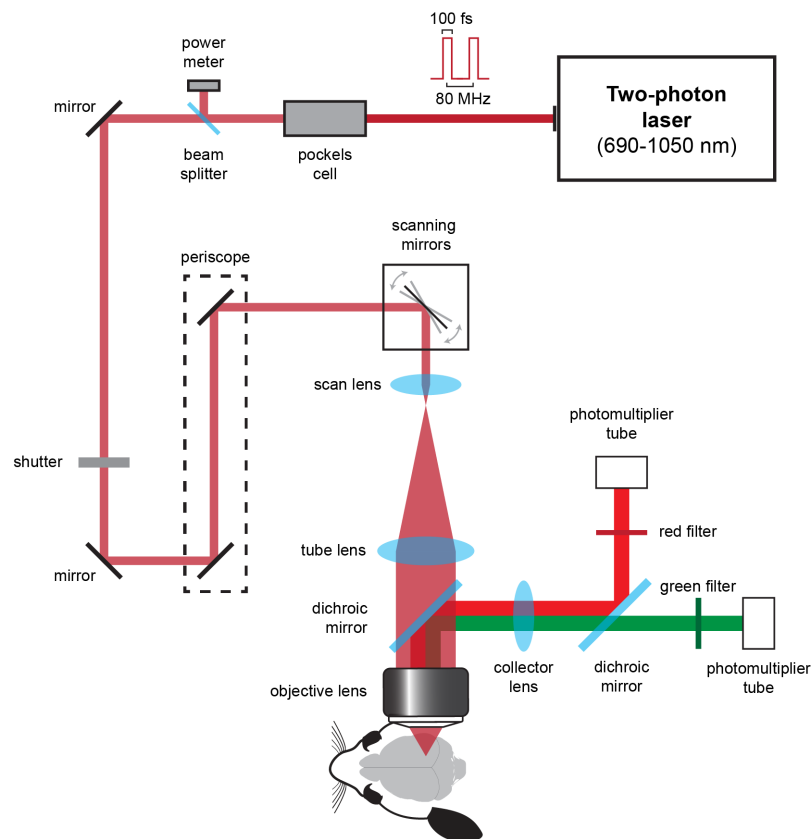 100 fs
80 MHz
Two-photon
laser
(690-1050 nm)
power
meter
mirror
beam
splitter
pockels
cell
scanning
mirrors
periscope
scan lens
photomultiplier
tube
shutter
red filter
tube lens
mirror
green filter
dichroic
mirror
collector
lens
dichroic
mirror
photomultiplier
tube
objective lens